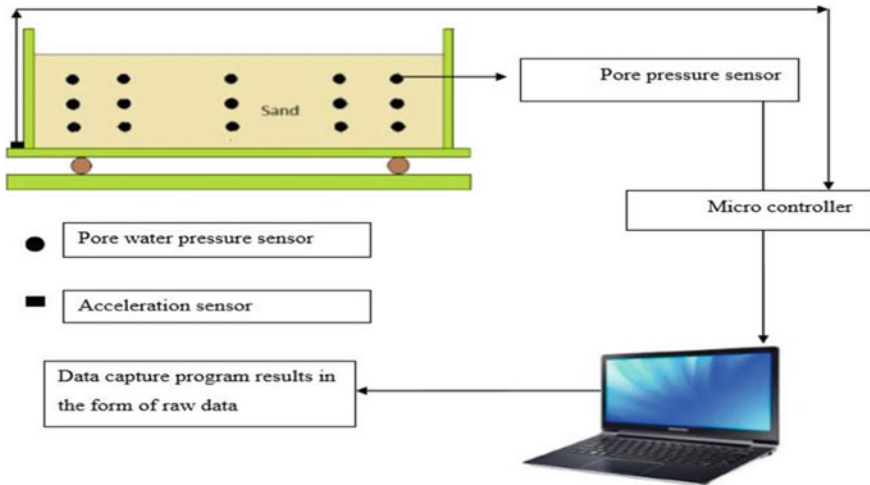 Pore pressure sensor
Sand
Micro controller
Pore water pressure sensor
Acceleration sensor
Data capture program results in
the form of raw data